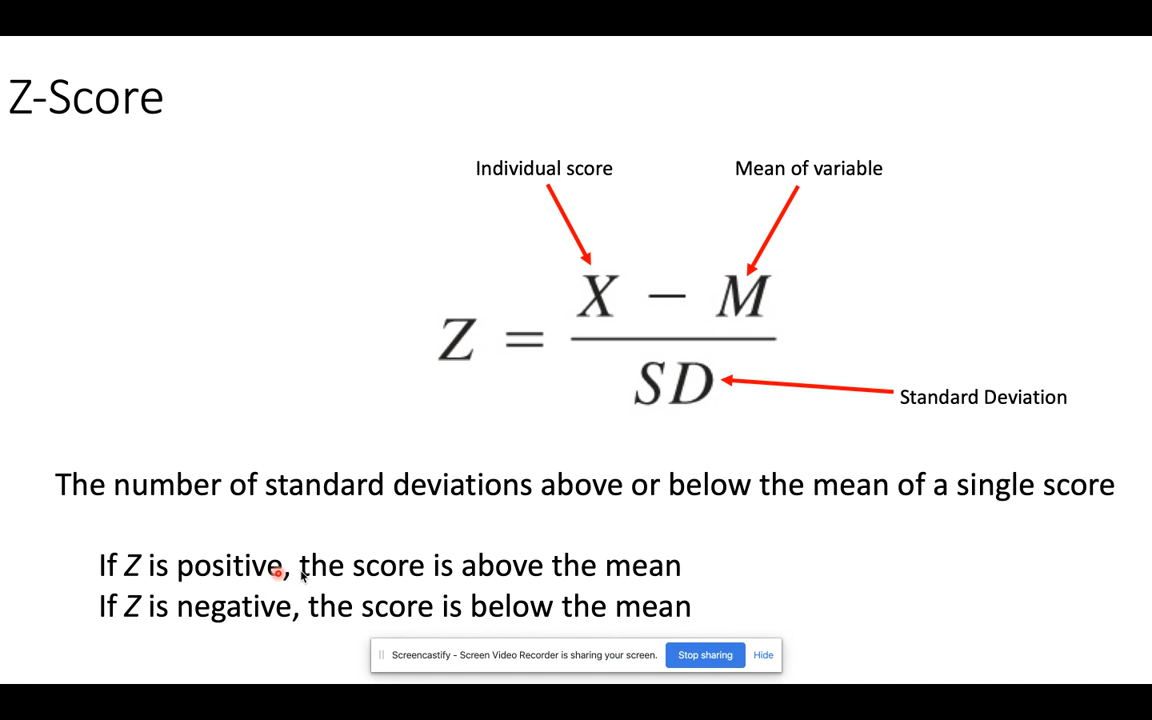 Z-Score
Individual score
Mean of variable
X − M
Z =
SD
Standard Deviation
The number of standard deviations above or below the mean of a single score
If Z is positive, the score is above the mean
If Z is negative, the score is below the mean
Screencastify - Screen Video Recorder is sharing your screen. Stop sharing Hide